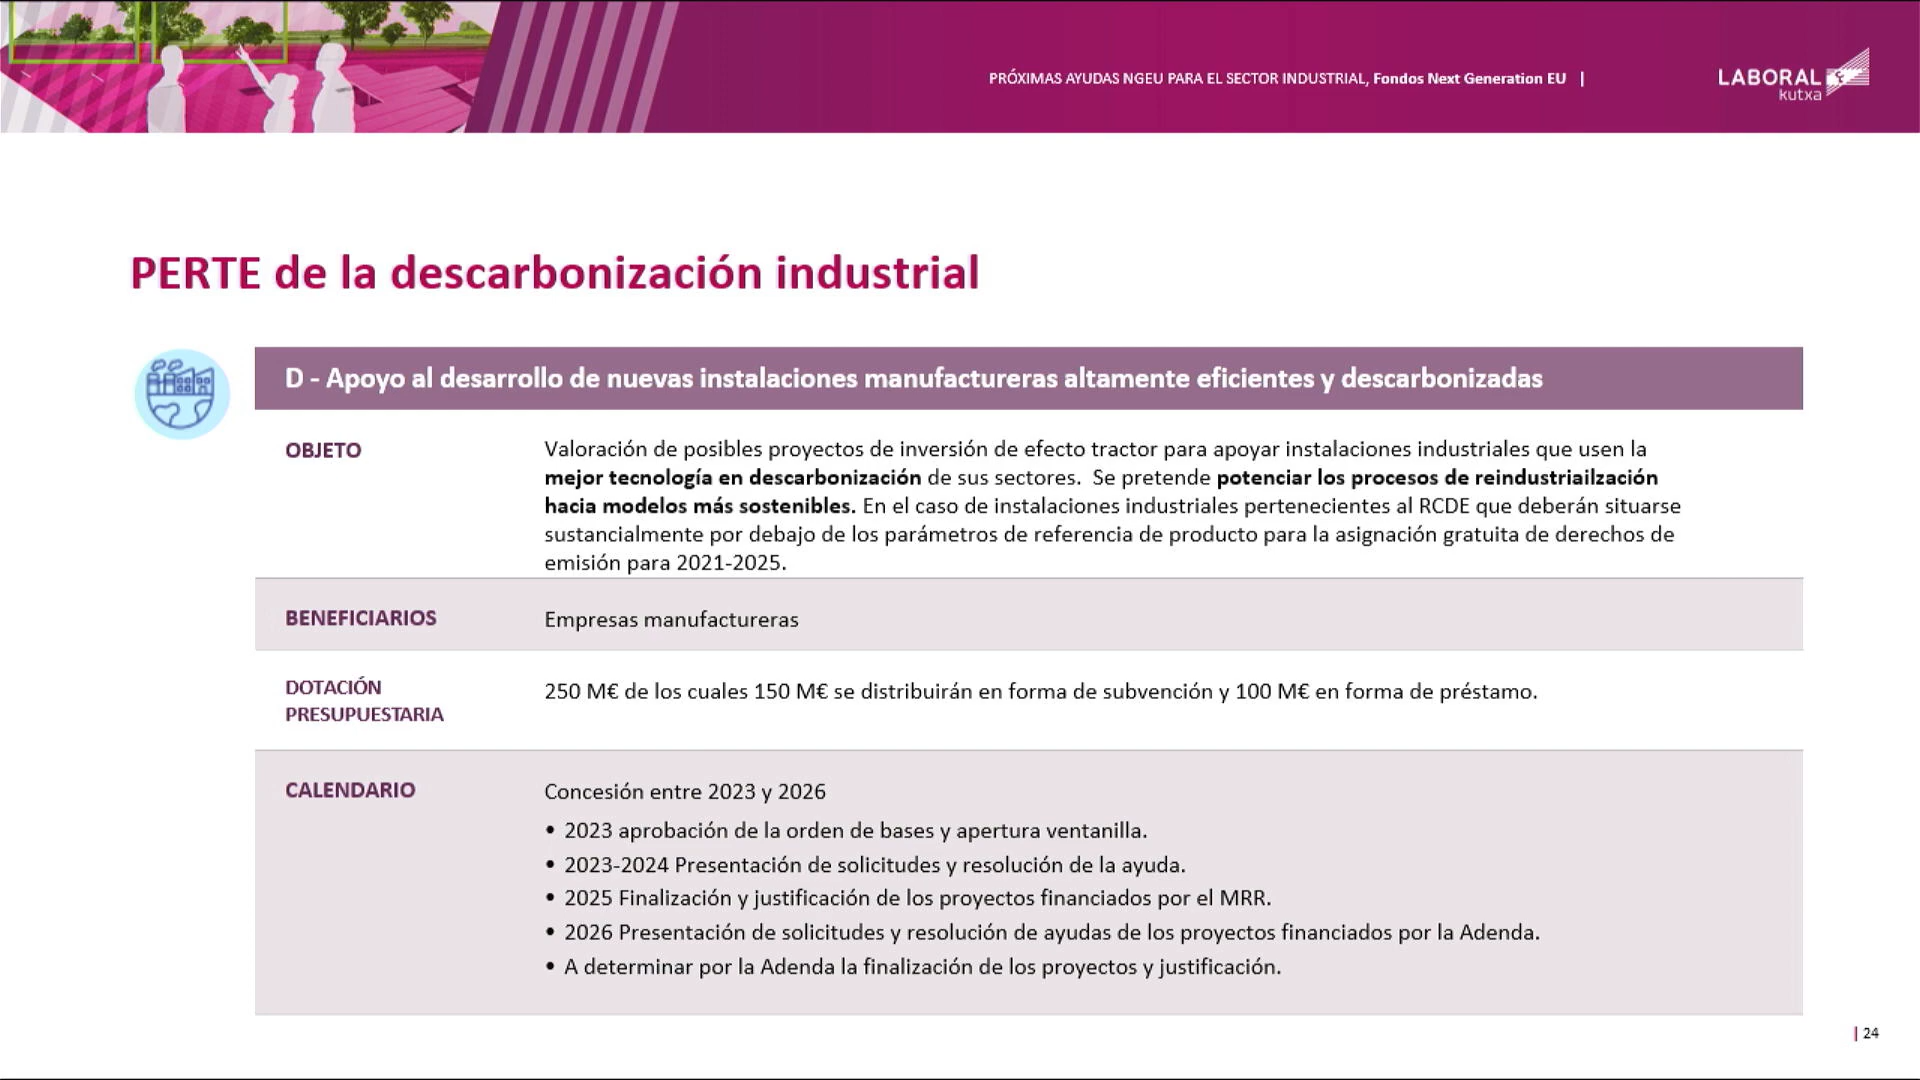 PRÓXIMAS AYUDAS NGEU PARA EL SECTOR INDUSTRIAL, Fondos Next Generation EU |
LABORAL
kutxa
PERTE de la descarbonización industrial
D - Apoyo al desarrollo de nuevas instalaciones manufactureras altamente eficientes y descarbonizadas
OBJETO
Valoración de posibles proyectos de inversión de efecto tractor para apoyar instalaciones industriales que usen la
mejor tecnología en descarbonización de sus sectores. Se pretende potenciar los procesos de reindustriailzación
hacia modelos más sostenibles. En el caso de instalaciones industriales pertenecientes al RCDE que deberán situarse
sustancialmente por debajo de los parámetros de referencia de producto para la asignación gratuita de derechos de
emisión para 2021-2025.
BENEFICIARIOS
Empresas manufactureras
DOTACIÓN
PRESUPUESTARIA
250 M€ de los cuales 150 M€ se distribuirán en forma de subvención y 100 M€ en forma de préstamo.
CALENDARIO
Concesión entre 2023 y 2026
• 2023 aprobación de la orden de bases y apertura ventanilla.
• 2023-2024 Presentación de solicitudes y resolución de la ayuda.
• 2025 Finalización y justificación de los proyectos financiados por el MRR.
• 2026 Presentación de solicitudes y resolución de ayudas de los proyectos financiados por la Adenda.
• A determinar por la Adenda la finalización de los proyectos y justificación.
| 24